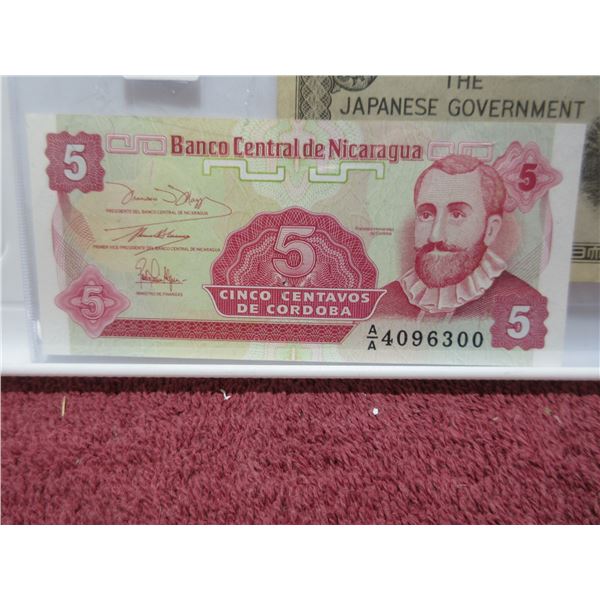 THE
JAPANESE GOVERNMENT
Banco Central de Nicaragua
5
5
PRESIDENTE DEL BANCO CENTRAL DE NICARAGUA
PRIMER VICE PRESIDENTE DEL BANCO CENTRAL DE NICARAGUA
MINISTRO DE FINANZAS
5
5
CINCO CENTAVOS
DE CORDOBA
5
A/A 4096300